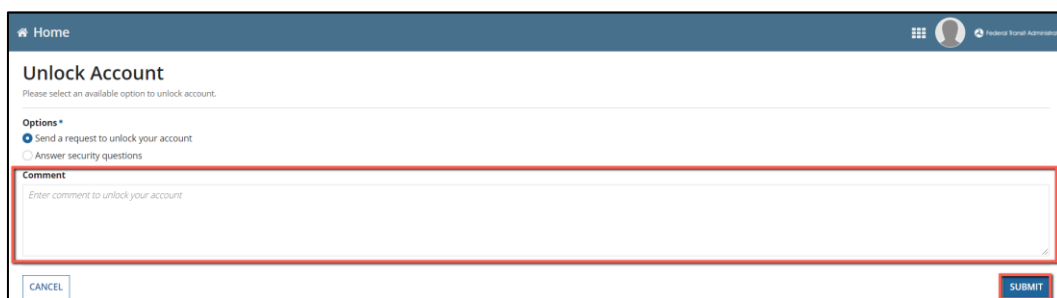 Home
Federal Transit Administra
Unlock Account
Please select an available option to unlock account.
Options *
Send a request to unlock your account
Answer security questions
Comment
Enter comment to unlock your account
CANCEL
SUBMIT